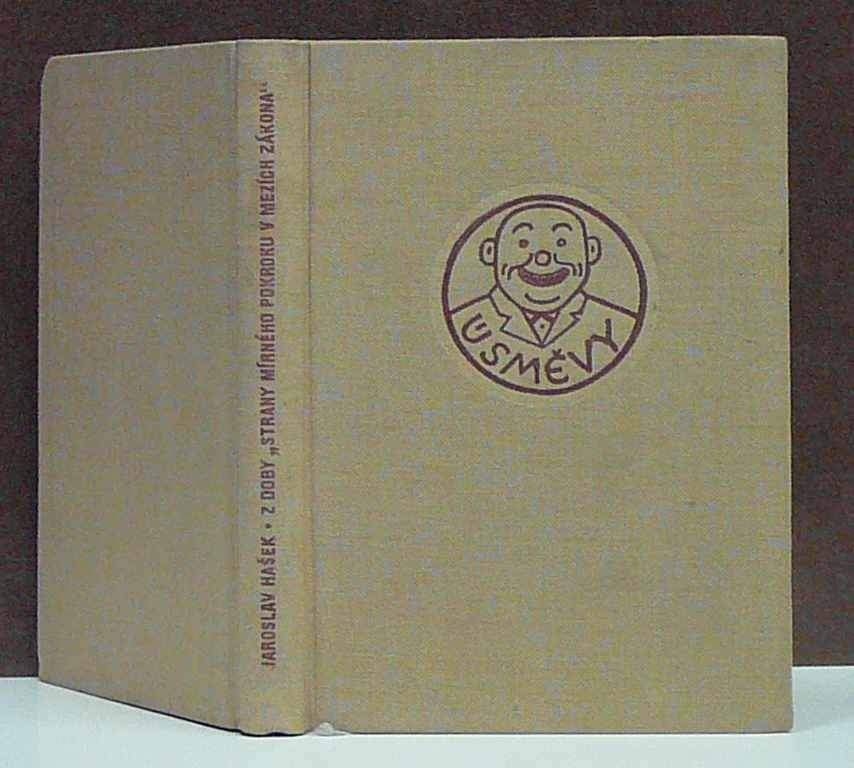 JAROSLAV HAŠEK • Z DOBY „STRANY MÍRNÉHO POKROKU V MEZÍCH ZÁKONA“
ÚSMĚVY